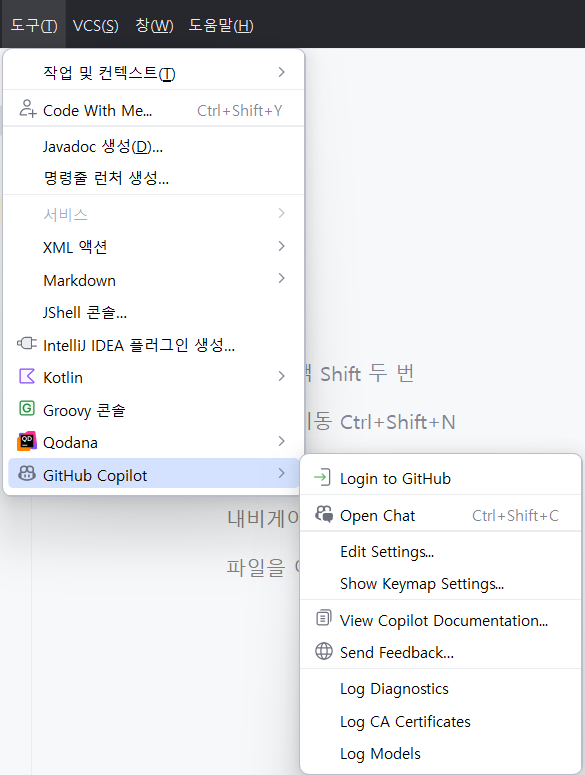 도구(T) VCS(S) 창(W) 도움말(H)
작업 및 컨텍스트(T)
Code With Me... Ctrl+Shift+Y
Javadoc 생성(D)...
명령줄 런처 생성...
서비스
XML 액션
Markdown
JShell 콘솔...
IntelliJ IDEA 플러그인 생성...
Kotlin
Shift 두 번
Groovy 콘솔
Ctrl+Shift+N
Qodana
GitHub Copilot
Login to GitHub
Open Chat Ctrl+Shift+C
Edit Settings...
Show Keymap Settings...
View Copilot Documentation...
Send Feedback...
Log Diagnostics
Log CA Certificates
Log Models
내비게이
파일을